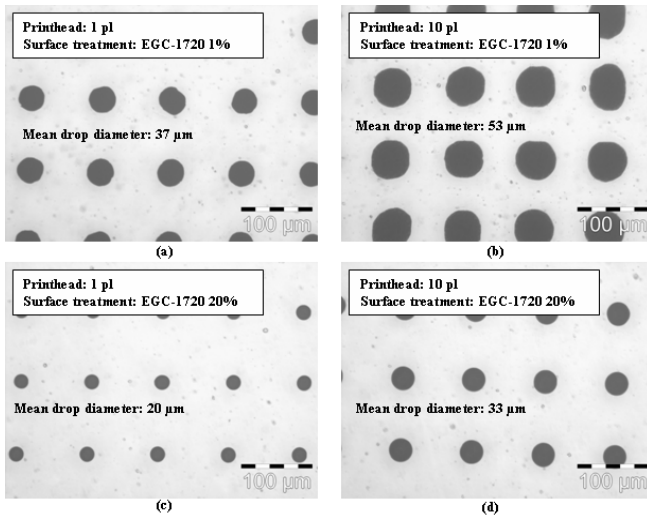 Printhead: 1 pl
Surface treatment: EGC-1720 1%
Mean drop diameter: 37 µm
100 µm
(a)
Printhead: 10 pl
Surface treatment: EGC-1720 1%
Mean drop diameter: 53 µm
100 µm
(b)
Printhead: 1 pl
Surface treatment: EGC-1720 20%
Mean drop diameter: 20 µm
100 µm
(c)
Printhead: 10 pl
Surface treatment: EGC-1720 20%
Mean drop diameter: 33 µm
100 µm
(d)